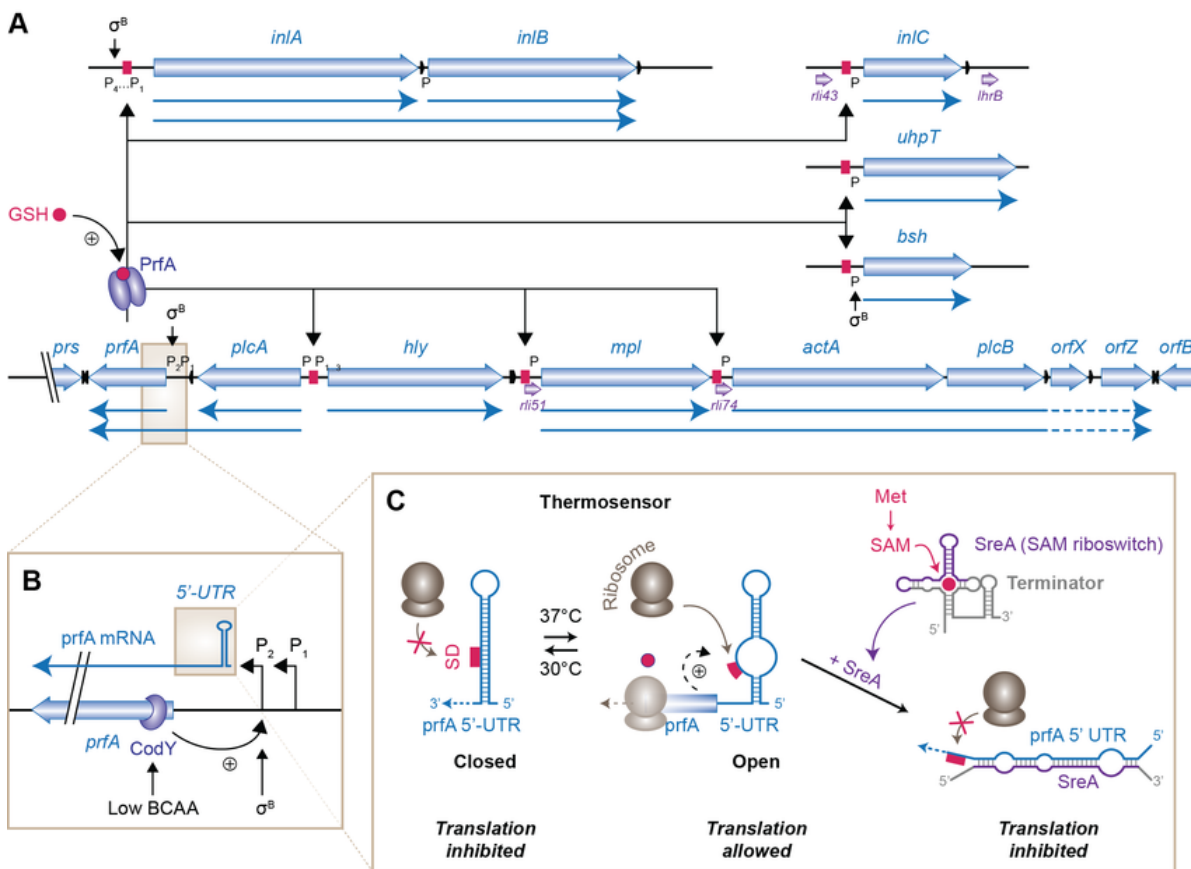 A
σB
inlA
inlB
inlC
P4....P1
P
P
rli43
lhrB
uhpT
P
GSH
bsh
⊕
PrfA
P
σB
σB
prs
prfA
P2P1
plcA
P P1 3
hly
P
mpl
P
actA
plcB
orfX
orfZ
orfB
rli51
rli74
B
5'-UTR
prfA mRNA
P2
P1
prfA
CodY
⊕
Low BCAA
σB
C
Thermosensor
Met
SAM
SreA (SAM riboswitch)
Terminator
5'
3'
Ribosome
37°C
30°C
SD
⊕
+ SreA
3'
5'
prfA 5'-UTR
prfA
5'-UTR
5'
prfA 5' UTR
5'
5'
3'
SreA
Closed
Open
Translation
inhibited
Translation
allowed
Translation
inhibited